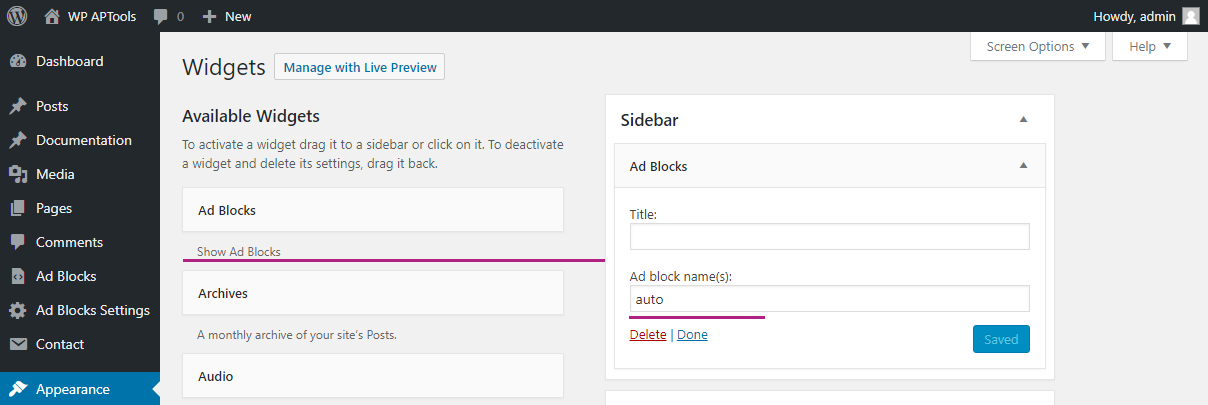 WP APTools 0 New Howdy, admin
Screen Options Help
Dashboard
Posts
Documentation
Media
Pages
Comments
Ad Blocks
Ad Blocks Settings
Contact
Appearance
Widgets Manage with Live Preview
Available Widgets
To activate a widget drag it to a sidebar or click on it. To deactivate
a widget and delete its settings, drag it back.
Ad Blocks
Show Ad Blocks
Archives
A monthly archive of your site’s Posts.
Audio
Sidebar
Ad Blocks
Title:
Ad block name(s):
auto
Delete | Done Saved